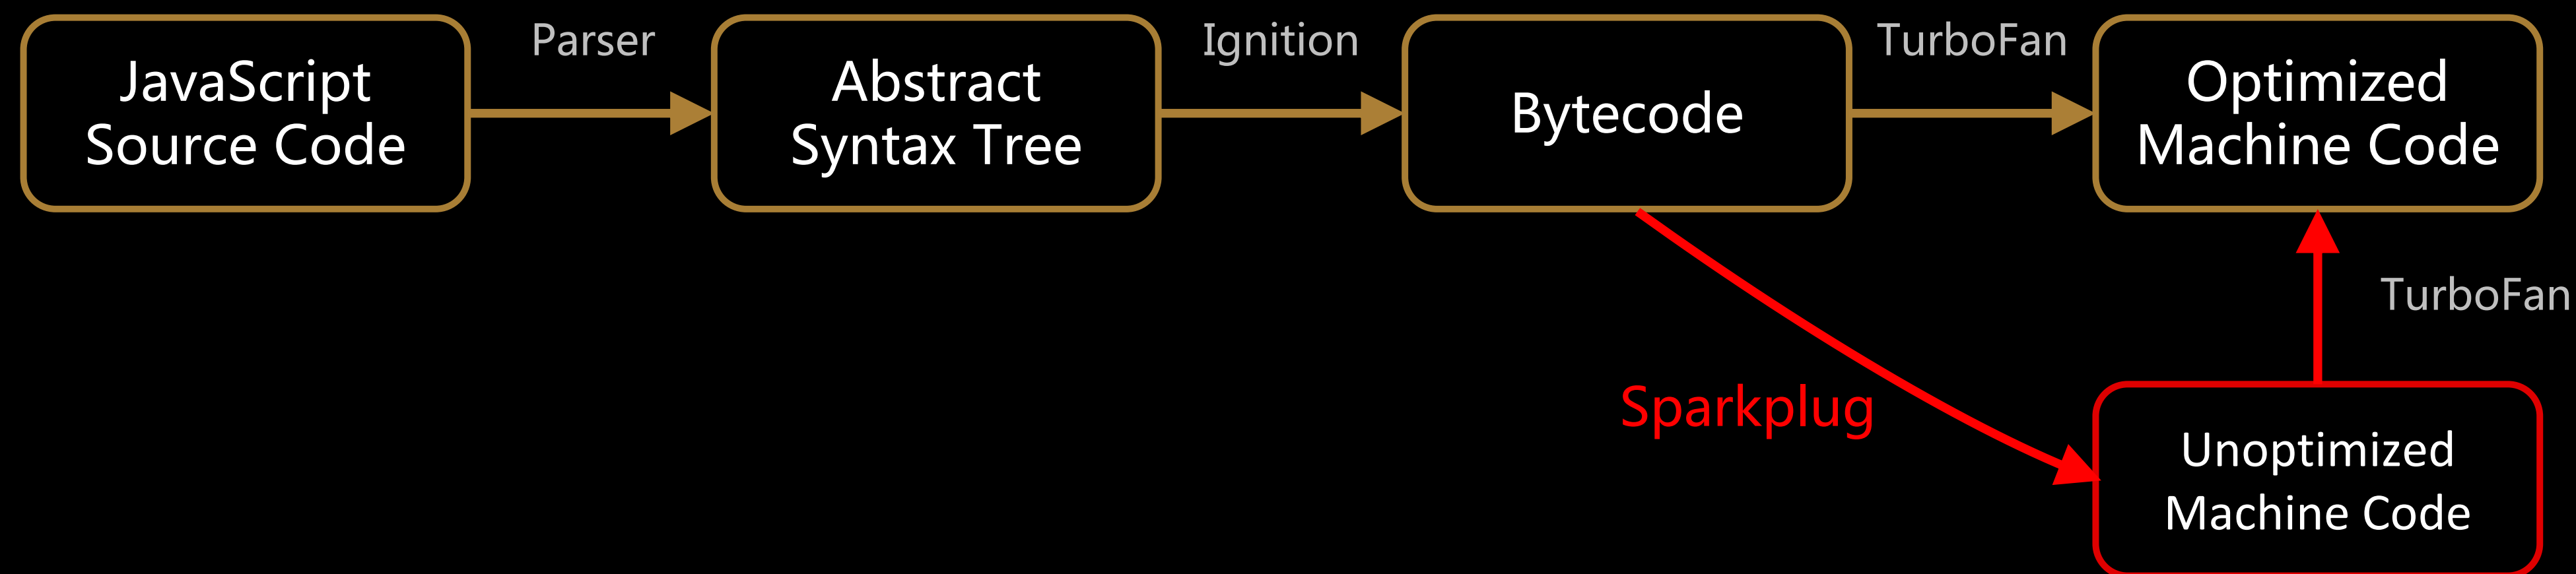 JavaScript
Source Code
Parser
Abstract
Syntax Tree
Ignition
Bytecode
TurboFan
Optimized
Machine Code
TurboFan
Sparkplug
Unoptimized
Machine Code